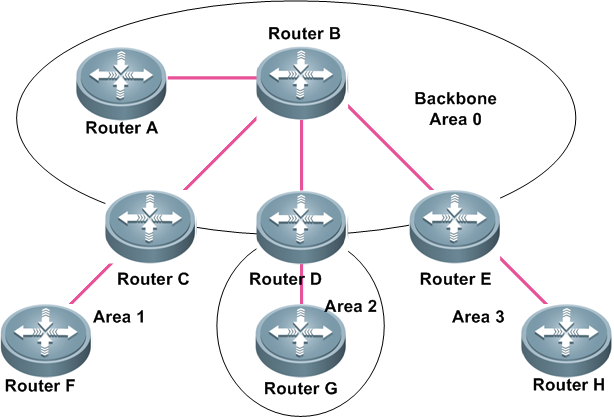 Router B
Router A
Backbone
Area 0
Router C
Router D
Router E
Area 1
Area 2
Area 3
Router F
Router G
Router H